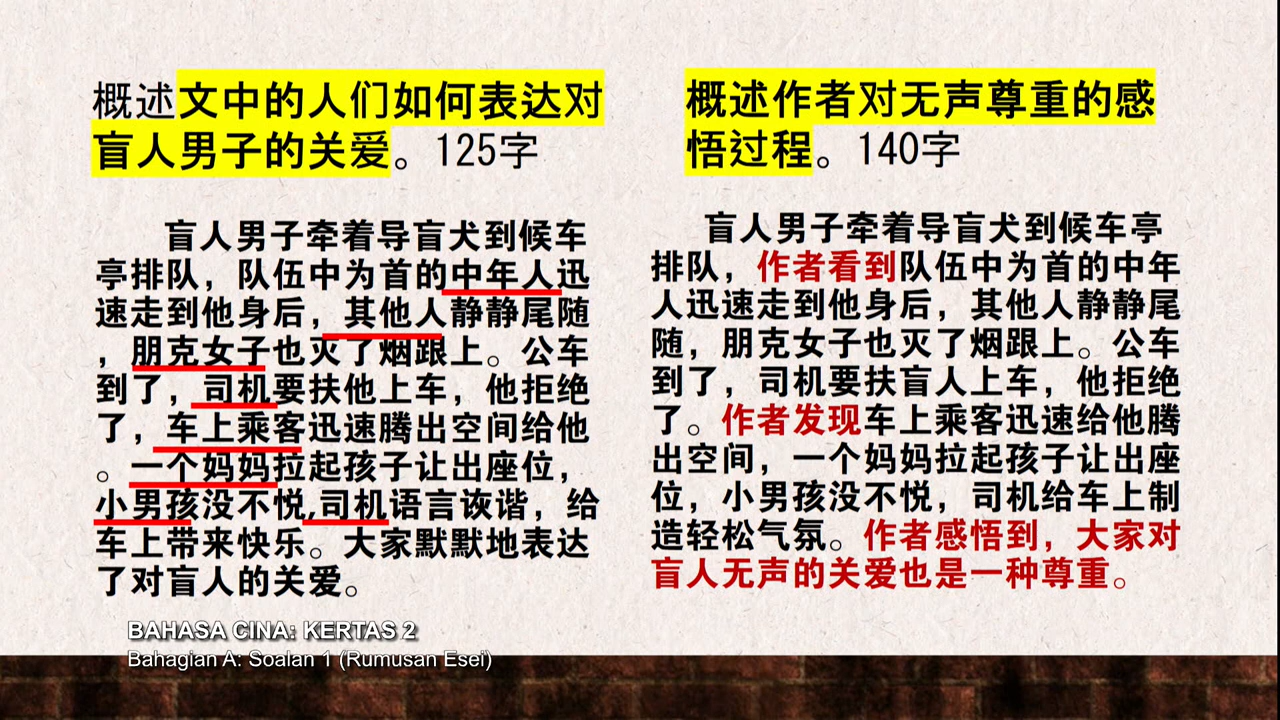 概述文中的人们如何表达对
盲人男子的关爱。125字
盲人男子牵着导盲犬到候车
亭排队，队伍中为首的中年人迅
速走到他身后，其他人静静尾随
，朋克女子也灭了烟跟上。公车
到了，司机要扶他上车，他拒绝
了，车上乘客迅速腾出空间给他
。一个妈妈拉起孩子让出座位，
小男孩没不悦,司机语言诙谐，给
车上带来快乐。大家默默地表达
了对盲人的关爱。
概述作者对无声尊重的感
悟过程。140字
盲人男子牵着导盲犬到候车亭
排队，作者看到队伍中为首的中年
人迅速走到他身后，其他人静静尾
随，朋克女子也灭了烟跟上。公车
到了，司机要扶盲人上车，他拒绝
了。作者发现车上乘客迅速给他腾
出空间，一个妈妈拉起孩子让出座
位，小男孩没不悦，司机给车上制
造轻松气氛。作者感悟到，大家对
盲人无声的关爱也是一种尊重。
BAHASA CINA: KERTAS 2
Bahagian A: Soalan 1 (Rumusan Esei)